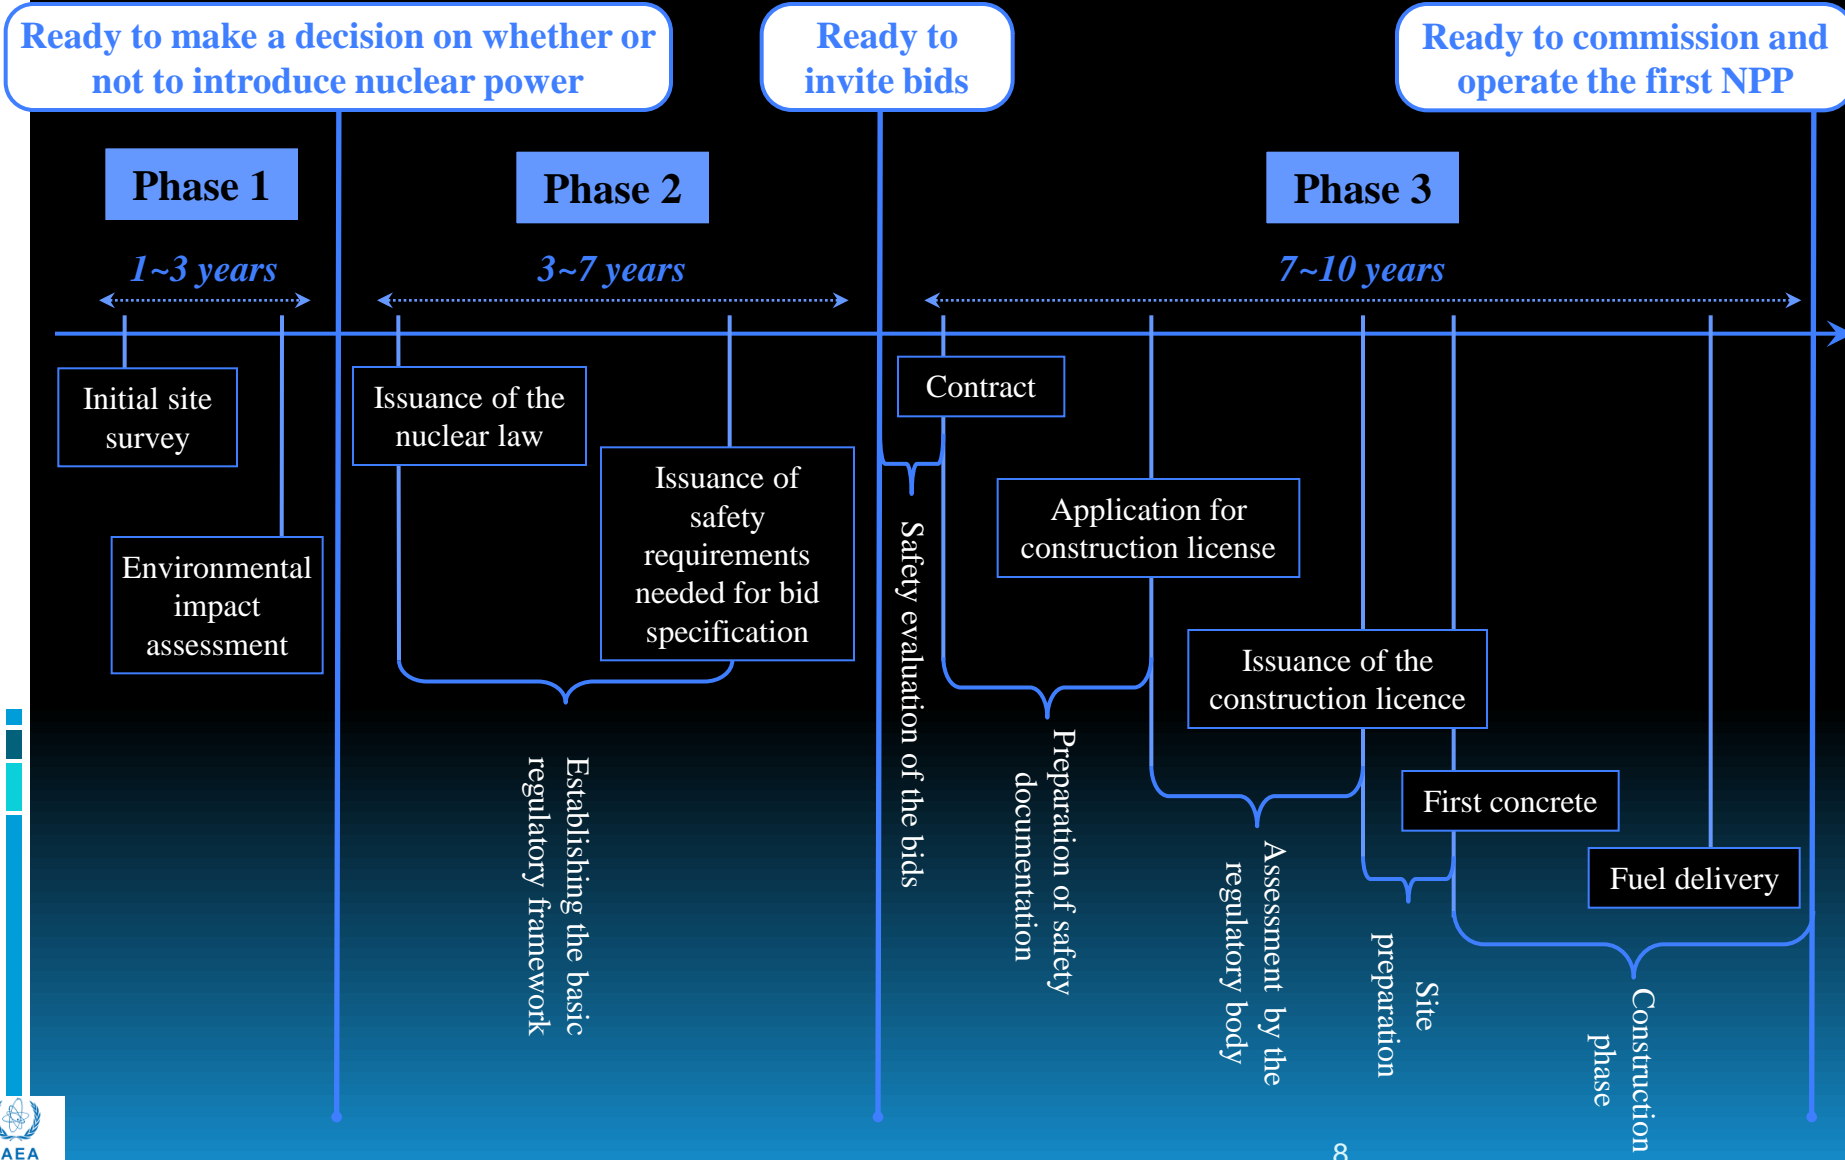 Ready to make a decision on whether or
not to introduce nuclear power
Ready to
invite bids
Ready to commission and
operate the first NPP
Phase 1
Phase 2
Phase 3
1~3 years
3~7 years
7~10 years
Initial site
survey
Environmental
impact
assessment
Issuance of the
nuclear law
Issuance of
safety
requirements
needed for bid
specification
Establishing the basic
regulatory framework
Contract
Safety evaluation of the bids
Application for
construction license
Preparation of safety
documentation
Issuance of the
construction licence
Assessment by the
regulatory body
First concrete
Site
preparation
Fuel delivery
Construction
phase
AEA
8